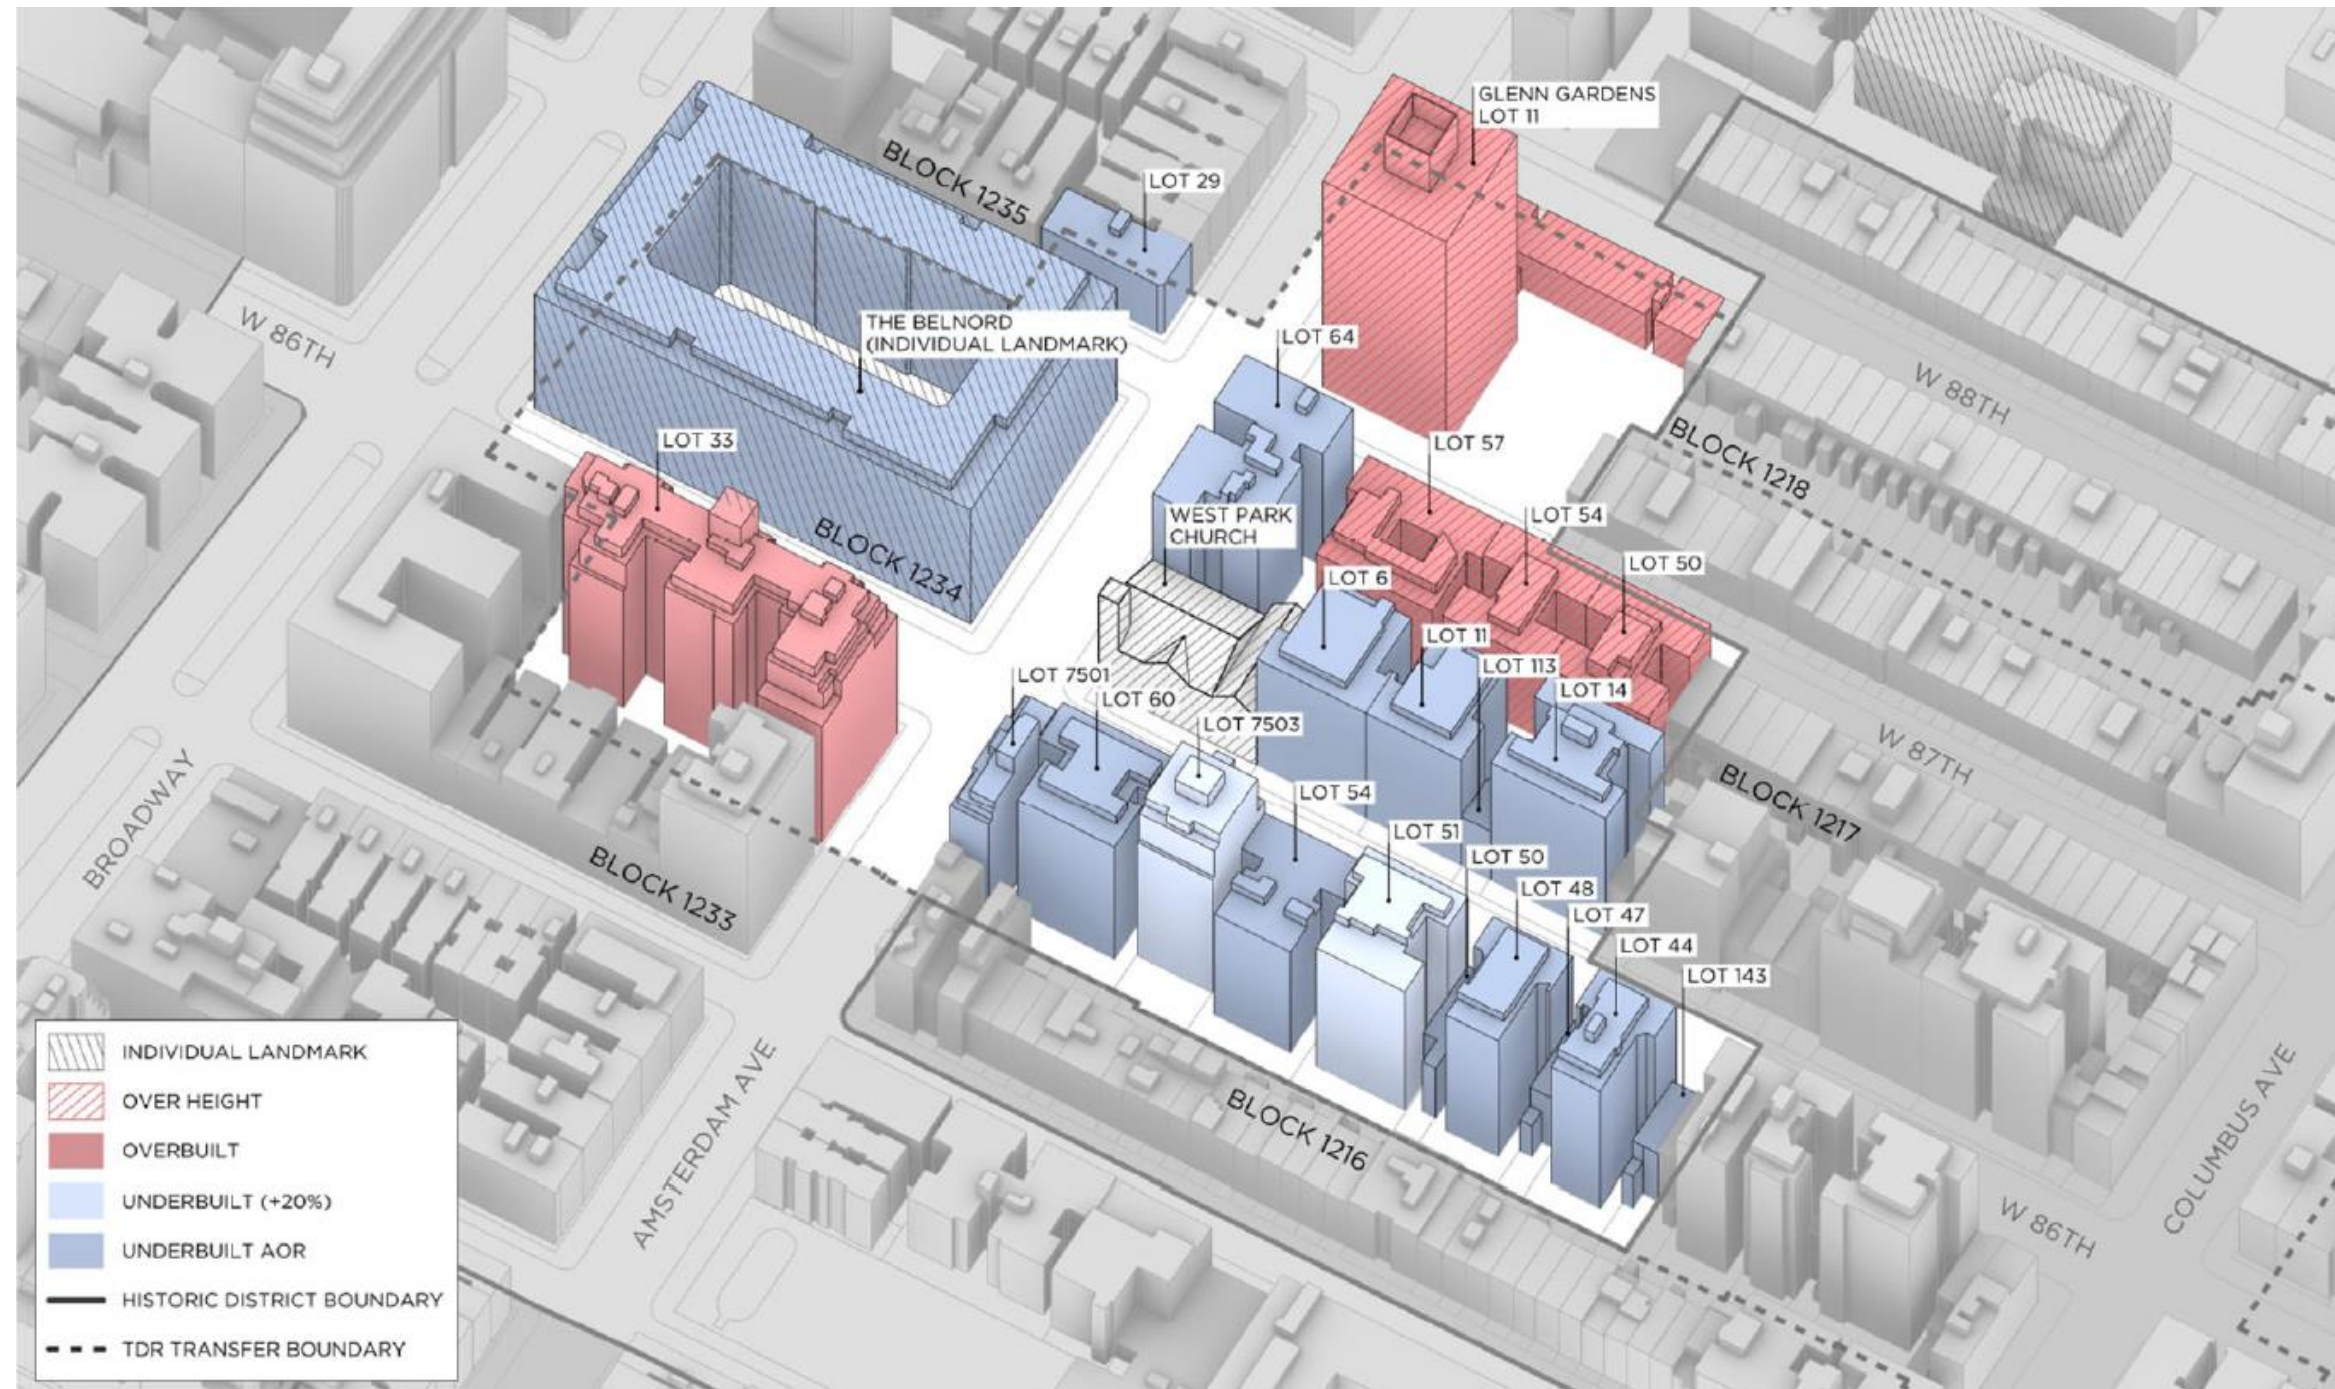 GLENN GARDENS
LOT 11
BLOCK 1235
LOT 29
W 86TH
THE BELNORD
(INDIVIDUAL LANDMARK)
LOT 64
W 88TH
LOT 33
LOT 57
BLOCK 1218
BLOCK 1234
WEST PARK
CHURCH
LOT 54
LOT 50
LOT 6
LOT 11
LOT 113
LOT 14
LOT 7501
LOT 60
LOT 7503
W 87TH
BLOCK 1217
BROADWAY
LOT 54
LOT 51
LOT 50
LOT 48
LOT 47
LOT 44
LOT 143
BLOCK 1233
AMSTERDAM AVE
BLOCK 1216
COLUMBUS AVE
W 86TH
INDIVIDUAL LANDMARK
OVER HEIGHT
OVERBUILT
UNDERBUILT (+20%)
UNDERBUILT AOR
HISTORIC DISTRICT BOUNDARY
TDR TRANSFER BOUNDARY